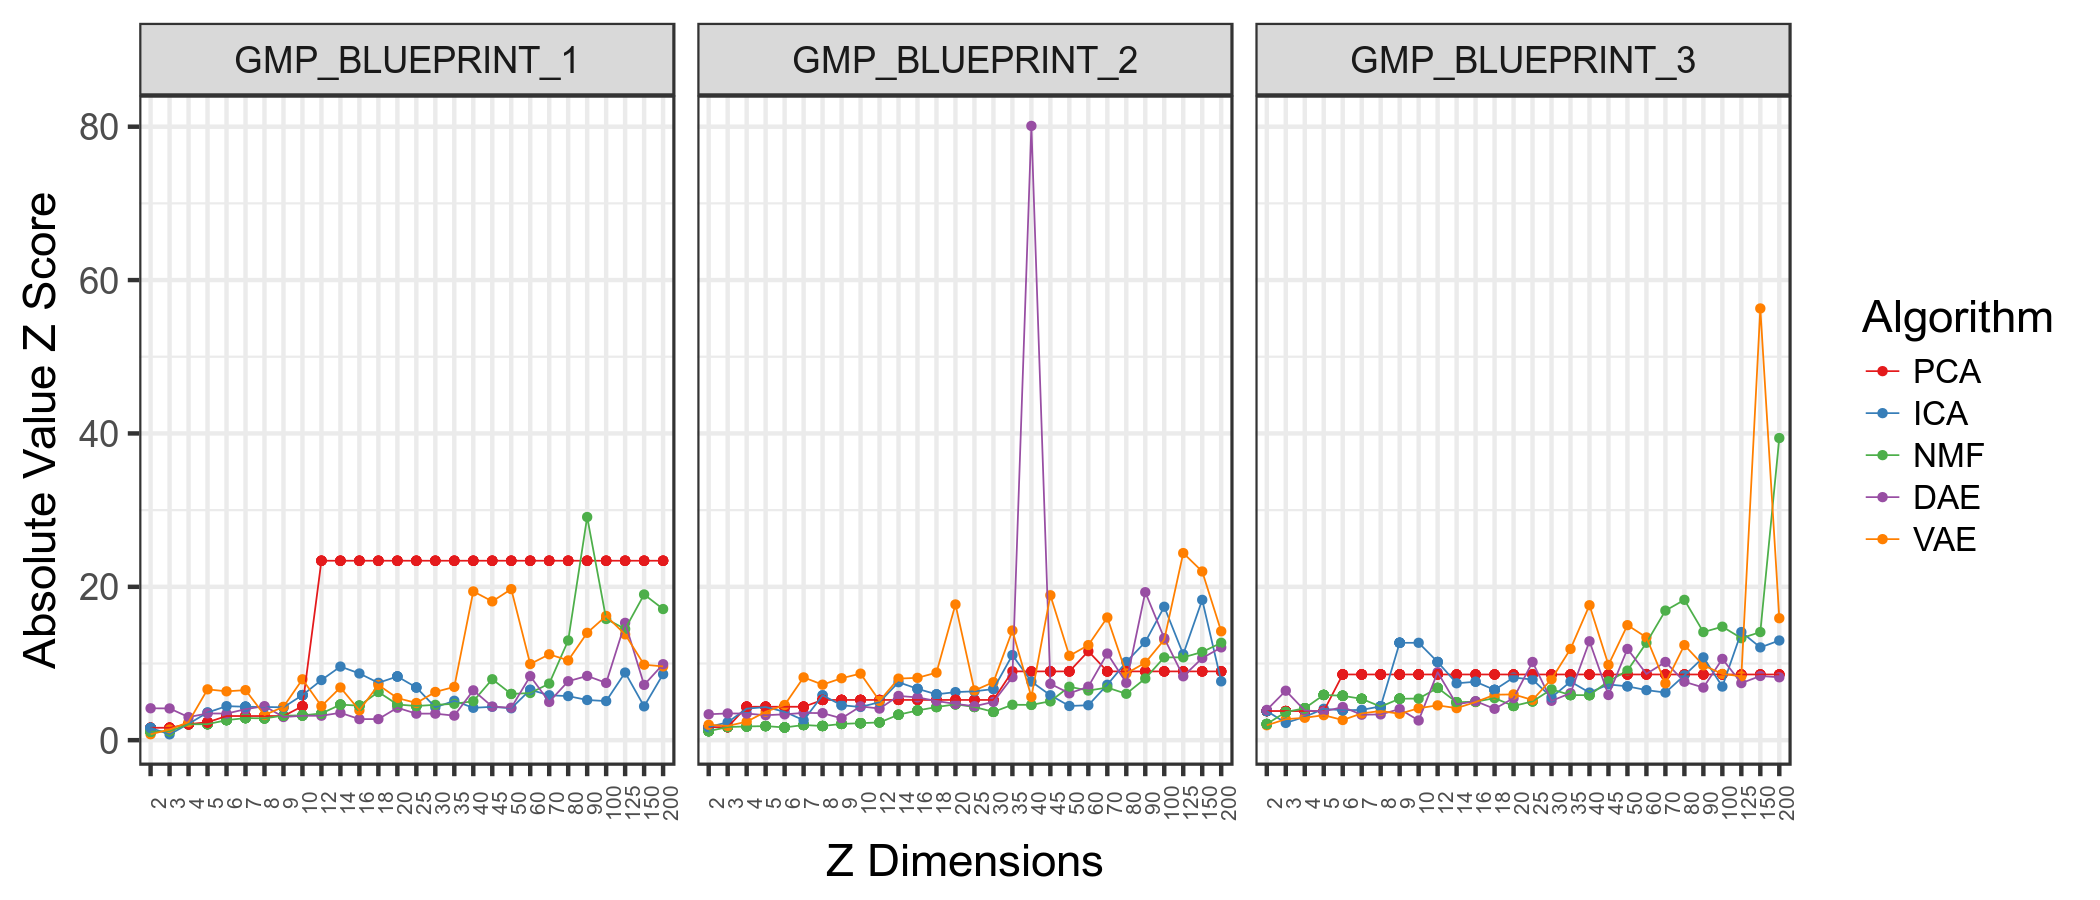 GMP_BLUEPRINT_1 GMP_BLUEPRINT_2 GMP_BLUEPRINT_3
Absolute Value Z Score
80
60
40
20
0
2 3 4 5 6 7 8 9 10 12 14 16 18 20 25 30 35 40 45 50 60 70 80 90 100 125 150 200
2 3 4 5 6 7 8 9 10 12 14 16 18 20 25 30 35 40 45 50 60 70 80 90 100 125 150 200
2 3 4 5 6 7 8 9 10 12 14 16 18 20 25 30 35 40 45 50 60 70 80 90 100 125 150 200
Z Dimensions
Algorithm
PCA
ICA
NMF
DAE
VAE